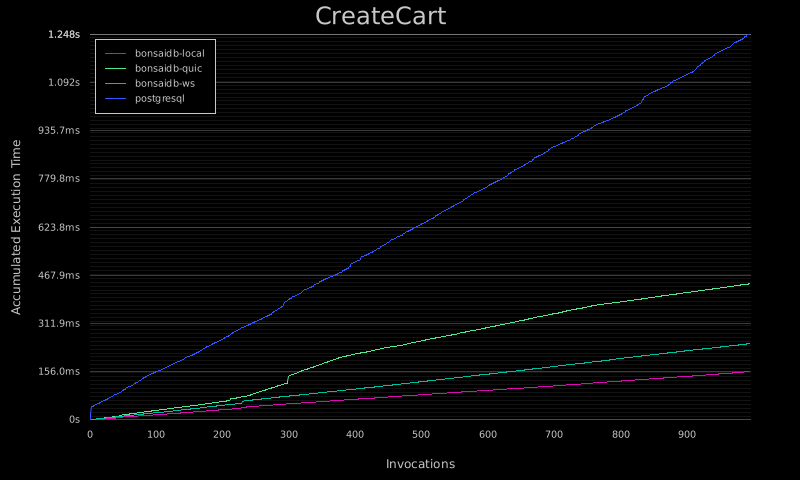 CreateCart
1.248s
bonsaidb-local
bonsaidb-quic
bonsaidb-ws
postgresql
1.092s
935.7ms
779.8ms
623.8ms
467.9ms
311.9ms
156.0ms
0s
Accumulated Execution Time
0 100 200 300 400 500 600 700 800 900
Invocations